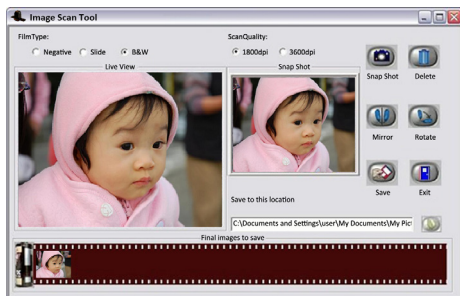 Image Scan Tool
FilmType:
Negative Slide B&W
ScanQuality:
1800dpi 3600dpi
Live View
Snap Shot
Snap Shot Delete
Mirror Rotate
Save Exit
Save to this location
C:\Documents and Settings\user\My Documents\My Pic
Final images to save